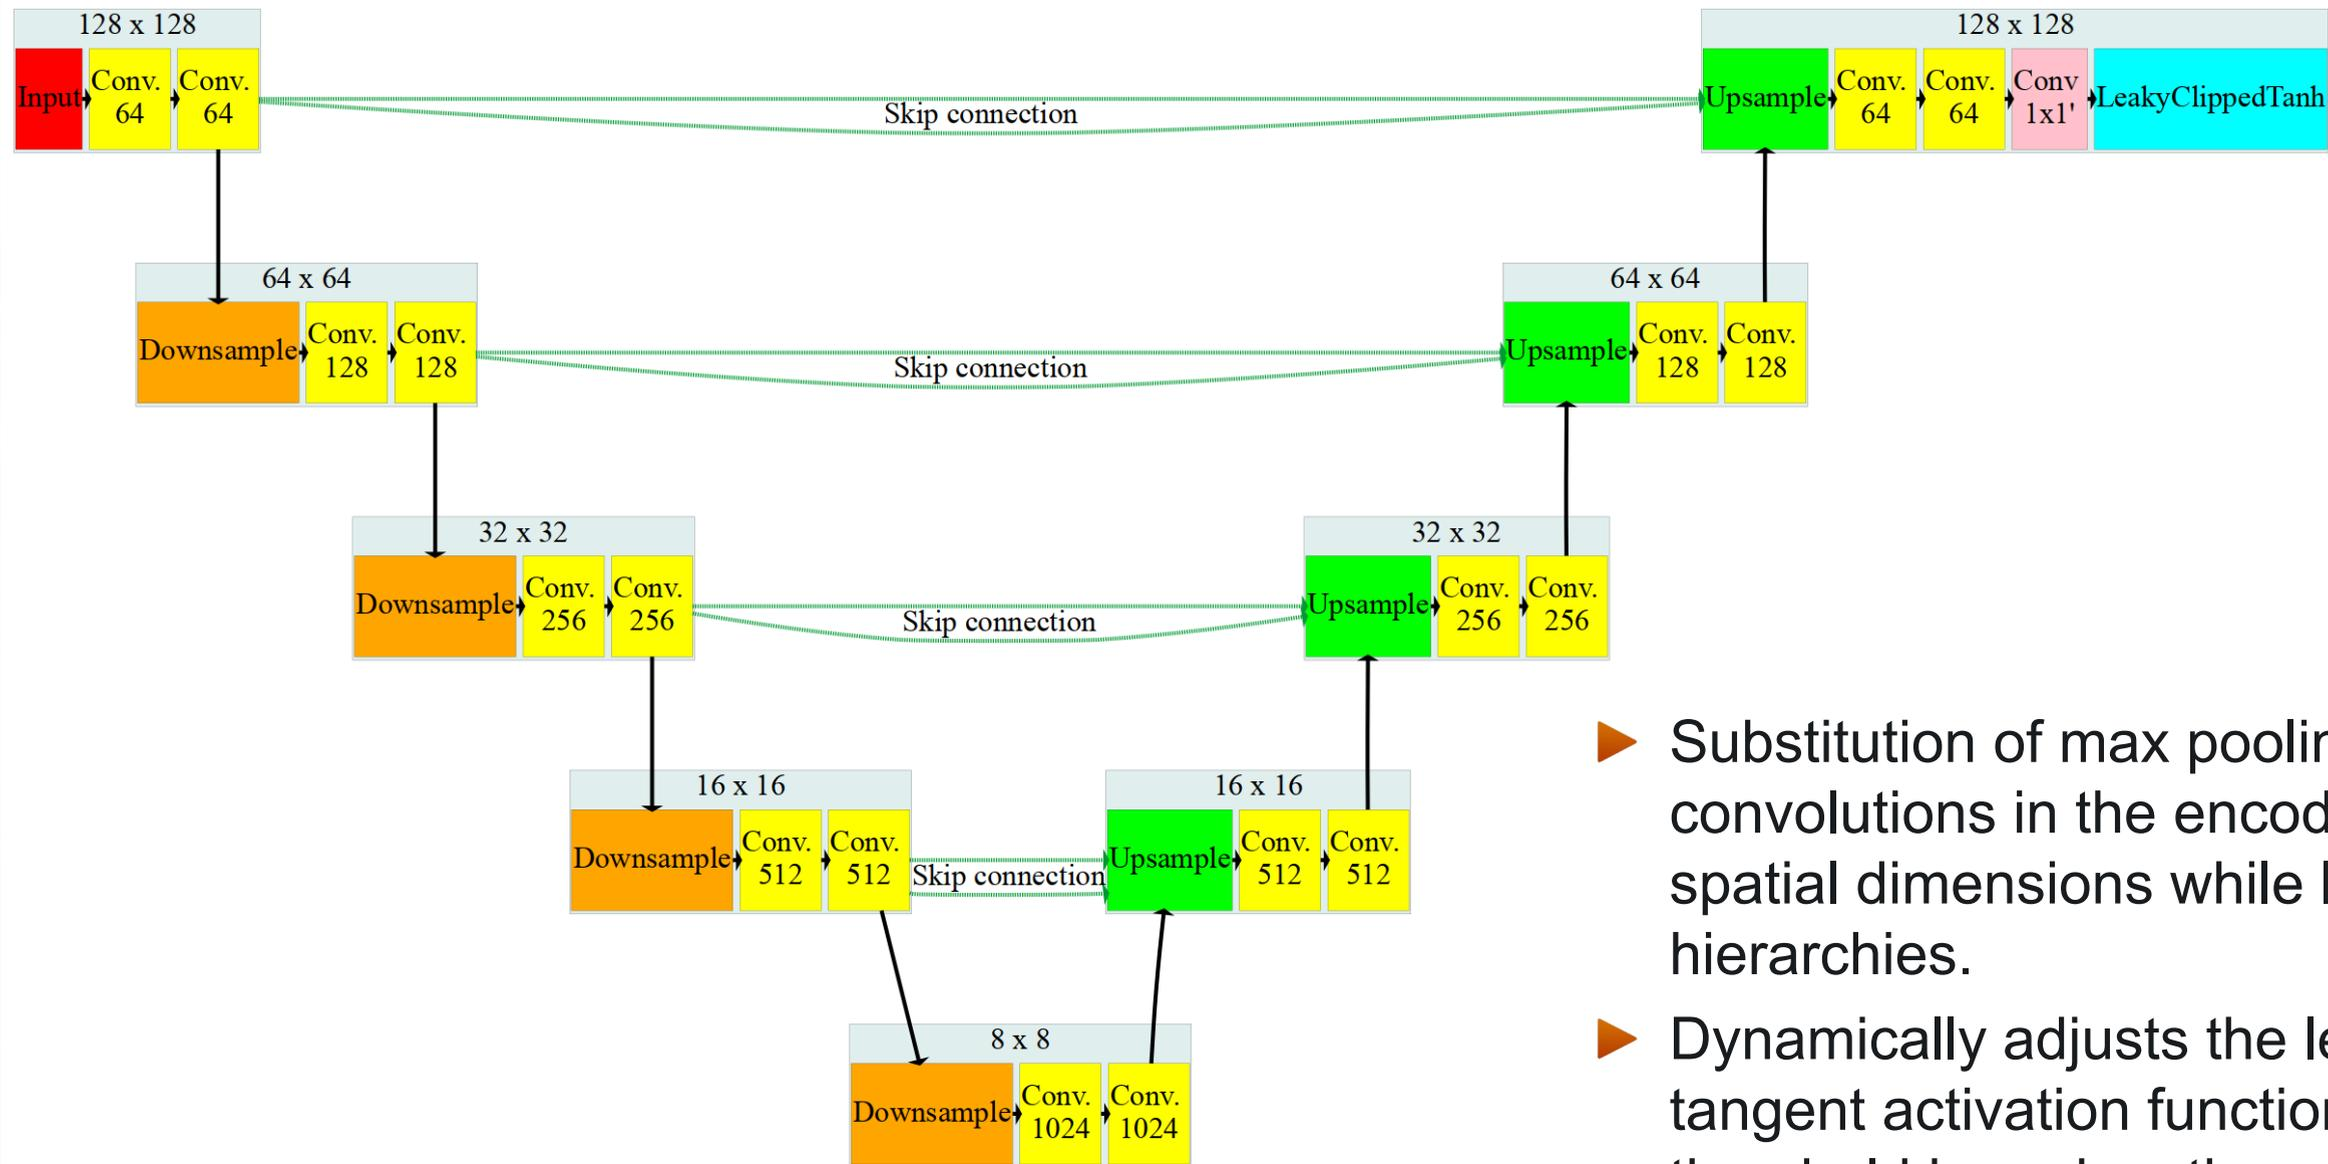 128 x 128
Input
Conv.
64
Conv.
64
Skip connection
128 x 128
Upsample
Conv.
64
Conv.
64
Conv
1x1'
LeakyClippedTanh
64 x 64
Downsample
Conv.
128
Conv.
128
Skip connection
64 x 64
Upsample
Conv.
128
Conv.
128
32 x 32
Downsample
Conv.
256
Conv.
256
Skip connection
32 x 32
Upsample
Conv.
256
Conv.
256
16 x 16
Downsample
Conv.
512
Conv.
512
Skip connection
16 x 16
Upsample
Conv.
512
Conv.
512
8 x 8
Downsample
Conv.
1024
Conv.
1024
Substitution of max
convolutions in the
spatial dimensions while
hierarchies.
Dynamically adjusts the
tangent activation